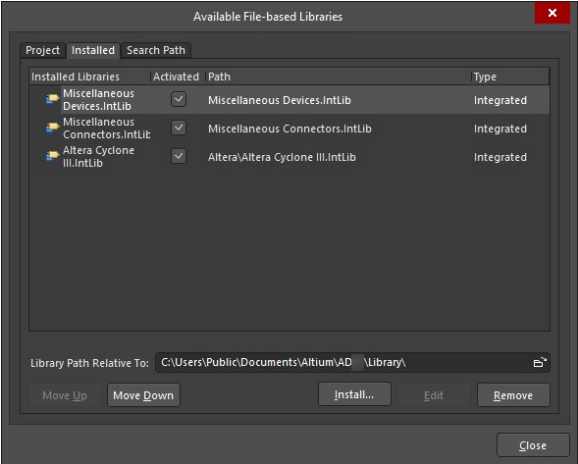 Available File-based Libraries
Project Installed Search Path
Installed Libraries Activated Path Type
Miscellaneous
Devices.IntLib Miscellaneous Devices.IntLib Integrated
Miscellaneous
Connectors.IntLib Miscellaneous Connectors.IntLib Integrated
Altera Cyclone
III.IntLib Altera\Altera Cyclone III.IntLib Integrated
Library Path Relative To: C:\Users\Public\Documents\Altium\AD \Library\
Move Up Move Down Install... Edit Remove
Close